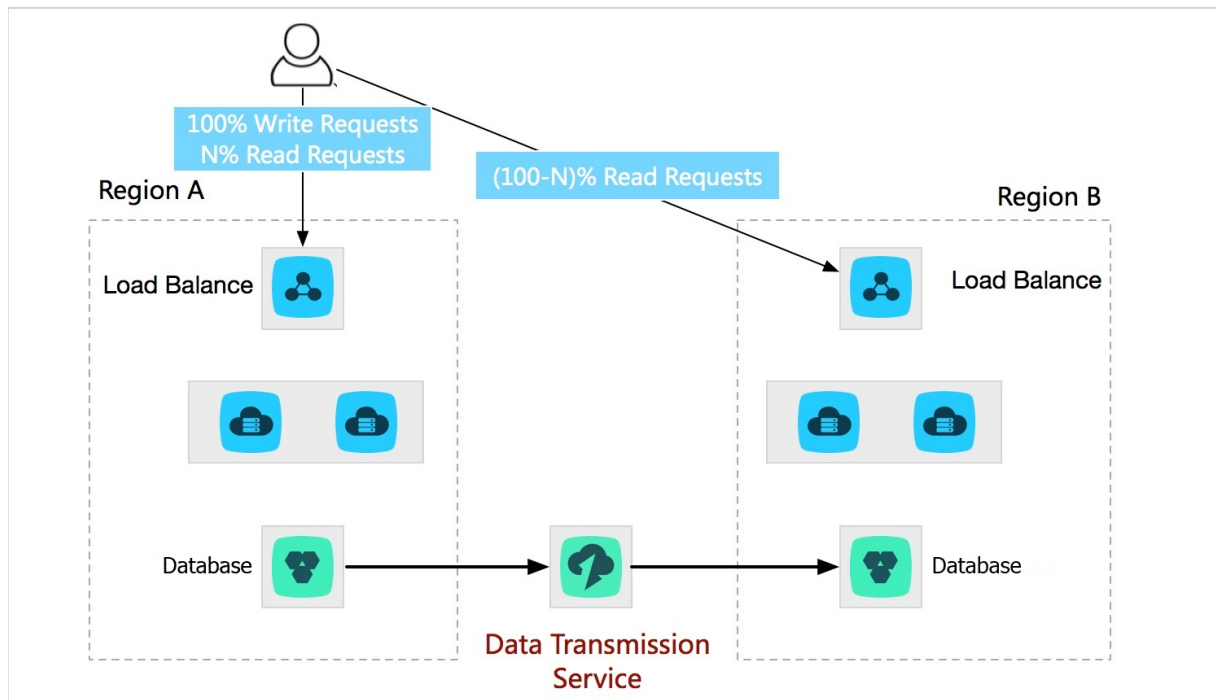 100% Write Requests
N% Read Requests
(100-N)% Read Requests
Region A
Region B
Load Balance
Load Balance
Database
Database
Data Transmission
Service